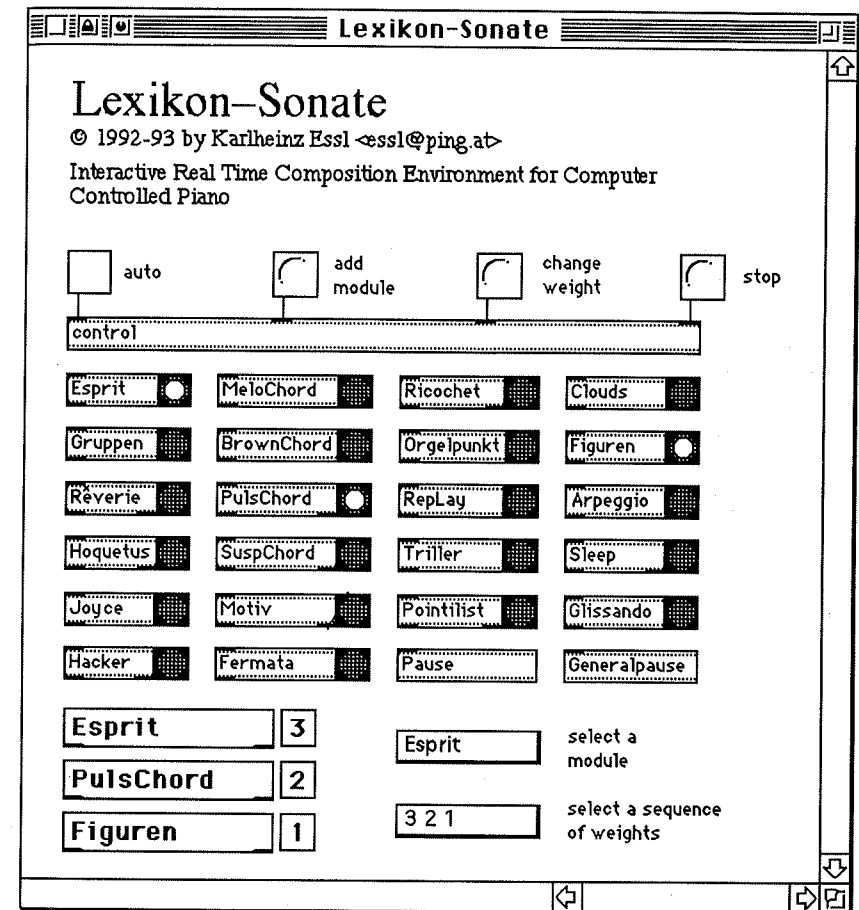 Lexikon-Sonate
Lexikon–Sonate
© 1992-93 by Karlheinz Essl <essl@ping.at>
Interactive Real Time Composition Environment for Computer
Controlled Piano
auto
add
module
change
weight
stop
control
Esprit MeloChord Ricochet Clouds
Gruppen BrownChord Orgelpunkt Figuren
Rêverie PulsChord RepLay Arpeggio
Hoquetus SuspChord Triller Sleep
Joyce Motiv Pointilist Glissando
Hacker Fermata Pause Generalpause
Esprit 3
PulsChord 2
Figuren 1
Esprit
select a
module
3 2 1
select a sequence
of weights